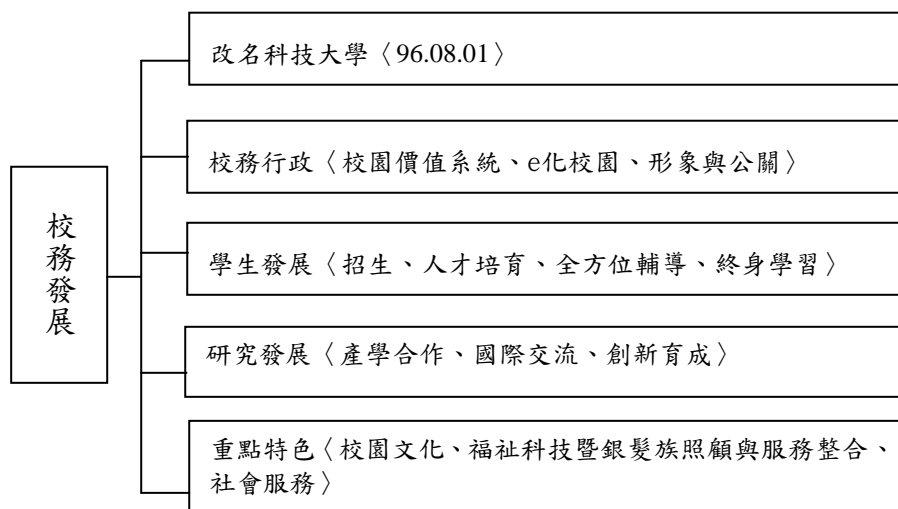 改名科技大學〈96.08.01〉
校務行政〈校園價值系統、e化校園、形象與公關〉
校務發展
學生發展〈招生、人才培育、全方位輔導、終身學習〉
研究發展〈產學合作、國際交流、創新育成〉
重點特色〈校園文化、福祉科技暨銀髮族照顧與服務整合、
社會服務〉